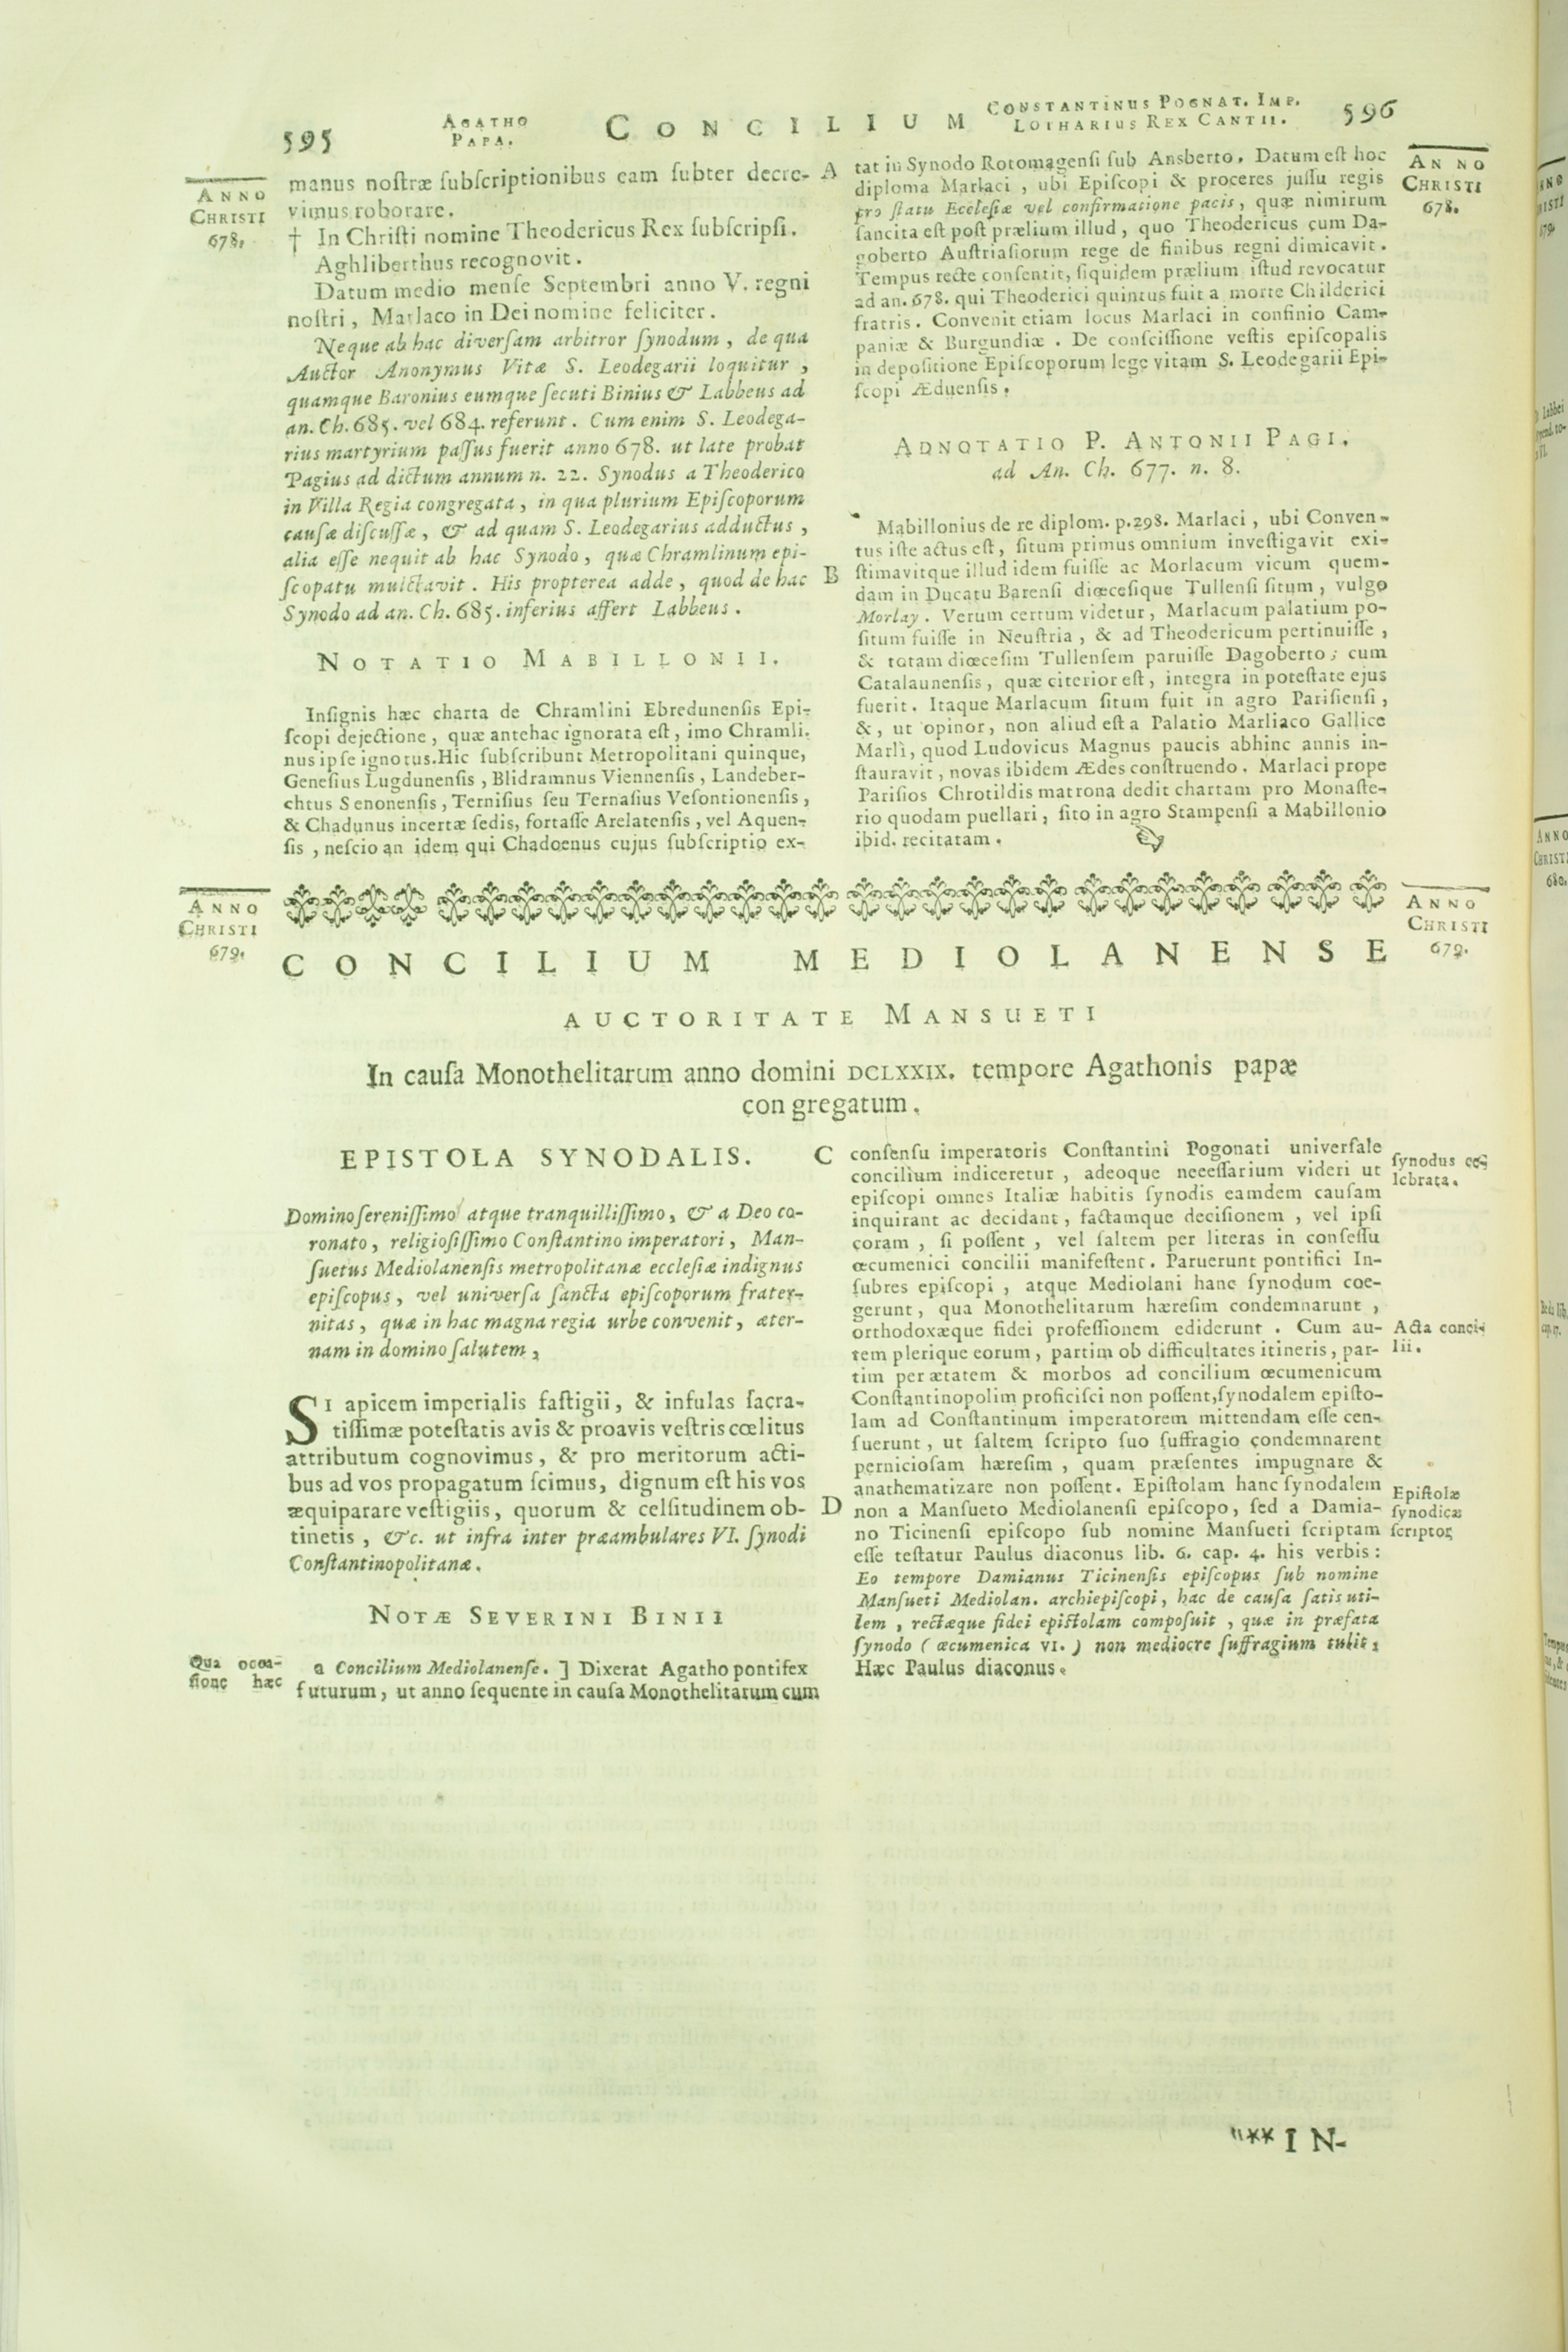 595
AGATHO
PAPA.
CONCILIUM
CONSTANTINUS POGNAT. IMP.
LOTHARIUS REX CANTII.
596
ANNO
CHRISTI
678.
manus noſtræ ſubſcriptionibus eam ſubter decre-
vimus roborare.
† In Chriſti nomine Theodericus Rex ſubſcripſi.
Aghliberthus recognovit.
Datum medio menſe Septembri anno V. regni
noſtri, Marlaco in Dei nomine feliciter.
Neque ab hac diverſam arbitror ſynodum, de qua
Auctor Anonymus Vitæ S. Leodegarii loquitur,
quamque Baronius eumque ſecuti Binius & Labbeus ad
an. Ch. 685. vel 684. referunt. Cum enim S. Leodega-
rius martyrium paſſus fuerit anno 678. ut late probat
Pagius ad dictum annum n. 22. Synodus a Theoderico
in Villa Regia congregata, in qua plurium Epiſcoporum
cauſæ diſcuſſæ, & ad quam S. Leodegarius adductus,
alia eſſe nequit ab hac Synodo, quæ Chramlinum epi-
ſcopatu mulctavit. His propterea adde, quod de hac
Synodo ad an. Ch. 685. inferius affert Labbeus.
NOTATIO MABILLONII.
Inſignis hæc charta de Chramlini Ebredunenſis Epi-
ſcopi dejectione, quæ antehac ignorata eſt, imo Chramli-
nus ipſe ignotus. Hic ſubſcribunt Metropolitani quinque,
Geneſius Lugdunenſis, Blidramnus Viennenſis, Landeber-
chtus Senonenſis, Terniſius ſeu Ternaſius Veſontionenſis,
& Chadunus incertæ ſedis, fortaſſe Arelatenſis, vel Aquen-
ſis, neſcio an idem qui Chadoenus cujus ſubſcriptio ex-
A
B
tat in Synodo Rotomagenſi ſub Ansberto. Datum eſt hoc
diploma Marlaci, ubi Epiſcopi & proceres juſſu regis
pro ſtatu Eccleſiæ vel confirmatione pacis, quæ nimirum
ſancita eſt poſt prælium illud, quo Theodericus cum Da-
goberto Auſtriaſiorum rege de finibus regni dimicavit.
Tempus recte conſentit, ſiquidem prælium iſtud revocatur
ad an. 678. qui Theoderici quintus fuit a morte Childerici
fratris. Convenit etiam locus Marlaci in confinio Cam-
paniæ & Burgundiæ. De conſciſſione veſtis epiſcopalis
in depoſitione Epiſcoporum lege vitam S. Leodegarii Epi-
ſcopi Æduenſis.
ANNO
CHRISTI
678.
ADNOTATIO P. ANTONII PAGI.
ad An. Ch. 677. n. 8.
Mabillonius de re diplom. p. 298. Marlaci, ubi Conven-
tus iſte actus eſt, ſitum primus omnium inveſtigavit exi-
ſtimavitque illud idem fuiſſe ac Morlacum vicum quem-
dam in Ducatu Barenſi diœceſique Tullenſi ſitum, vulgo
Morlay. Verum certum videtur, Marlacum palatium po-
ſitum fuiſſe in Neuſtria, & ad Theodericum pertinuiſſe,
& totam diœceſim Tullenſem paruiſſe Dagoberto; cum
Catalaunenſis, quæ citerior eſt, integra in poteſtate ejus
fuerit. Itaque Marlacum ſitum fuit in agro Pariſienſi,
&, ut opinor, non aliud eſt a Palatio Marliaco Gallice
Marlì, quod Ludovicus Magnus paucis abhinc annis in-
ſtauravit, novas ibidem Ædes conſtruendo. Marlaci prope
Pariſios Chrotildis matrona dedit chartam pro Monaſte-
rio quodam puellari, ſito in agro Stampenſi a Mabillonio
ibid. recitatam.
ANNO
CHRISTI
679.
ANNO
CHRISTI
679.
CONCILIUM MEDIOLANENSE
AUCTORITATE MANSUETI
In cauſa Monothelitarum anno domini DCLXXIX. tempore Agathonis papæ
congregatum.
EPISTOLA SYNODALIS.
Domino ſereniſſimo atque tranquilliſſimo, & a Deo co-
ronato, religioſiſſimo Conſtantino imperatori, Man-
ſuetus Mediolanenſis metropolitanæ eccleſiæ indignus
epiſcopus, vel univerſa ſancta epiſcoporum frater-
nitas, quæ in hac magna regia urbe convenit, æter-
nam in domino ſalutem,
SI apicem imperialis faſtigii, & infulas ſacra-
tiſſimæ poteſtatis avis & proavis veſtris cœlitus
attributum cognovimus, & pro meritorum acti-
bus ad vos propagatum ſcimus, dignum eſt his vos
æquiparare veſtigiis, quorum & celſitudinem ob-
tinetis, &c. ut infra inter præambulares VI. ſynodi
Conſtantinopolitanæ.
NOTÆ SEVERINI BINII
Qua occa-
ſione hæc
a Concilium Mediolanenſe. ] Dixerat Agatho pontifex
futurum, ut anno ſequente in cauſa Monothelitarum cum
C
D
conſenſu imperatoris Conſtantini Pogonati univerſale
concilium indiceretur, adeoque neceſſarium videri ut
epiſcopi omnes Italiæ habitis ſynodis eamdem cauſam
inquirant ac decidant, factamque deciſionem, vel ipſi
coram, ſi poſſent, vel ſaltem per literas in conſeſſu
œcumenici concilii manifeſtent. Paruerunt pontifici In-
ſubres epiſcopi, atque Mediolani hanc ſynodum coe-
gerunt, qua Monothelitarum hæreſim condemnarunt,
orthodoxæque fidei profeſſionem ediderunt. Cum au-
tem plerique eorum, partim ob difficultates itineris, par-
tim per ætatem & morbos ad concilium œcumenicum
Conſtantinopolim proficiſci non poſſent, ſynodalem epiſto-
lam ad Conſtantinum imperatorem mittendam eſſe cen-
ſuerunt, ut ſaltem ſcripto ſuo ſuffragio condemnarent
pernicioſam hæreſim, quam præſentes impugnare &
anathematizare non poſſent. Epiſtolam hanc ſynodalem
non a Manſueto Mediolanenſi epiſcopo, ſed a Damia-
no Ticinenſi epiſcopo ſub nomine Manſueti ſcriptam
eſſe teſtatur Paulus diaconus lib. 6. cap. 4. his verbis:
Eo tempore Damianus Ticinenſis epiſcopus ſub nomine
Manſueti Mediolan. archiepiſcopi, hac de cauſa ſatis uti-
lem, rectæque fidei epiſtolam compoſuit, quæ in præfata
ſynodo ( œcumenica VI. ) non mediocre ſuffragium tulit.
Hæc Paulus diaconus.
ſynodus ce-
lebrata.
Acta conci-
lii.
Epiſtolæ
ſynodicæ
ſcriptor.
IN-